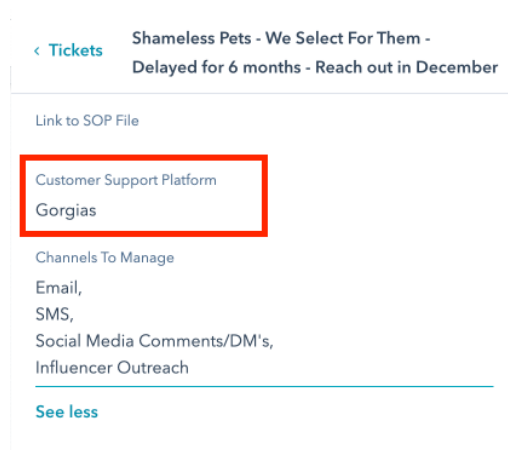 ‹ Tickets
Shameless Pets - We Select For Them -
Delayed for 6 months - Reach out in December
Link to SOP File
Customer Support Platform
Gorgias
Channels To Manage
Email,
SMS,
Social Media Comments/DM's,
Influencer Outreach
See less